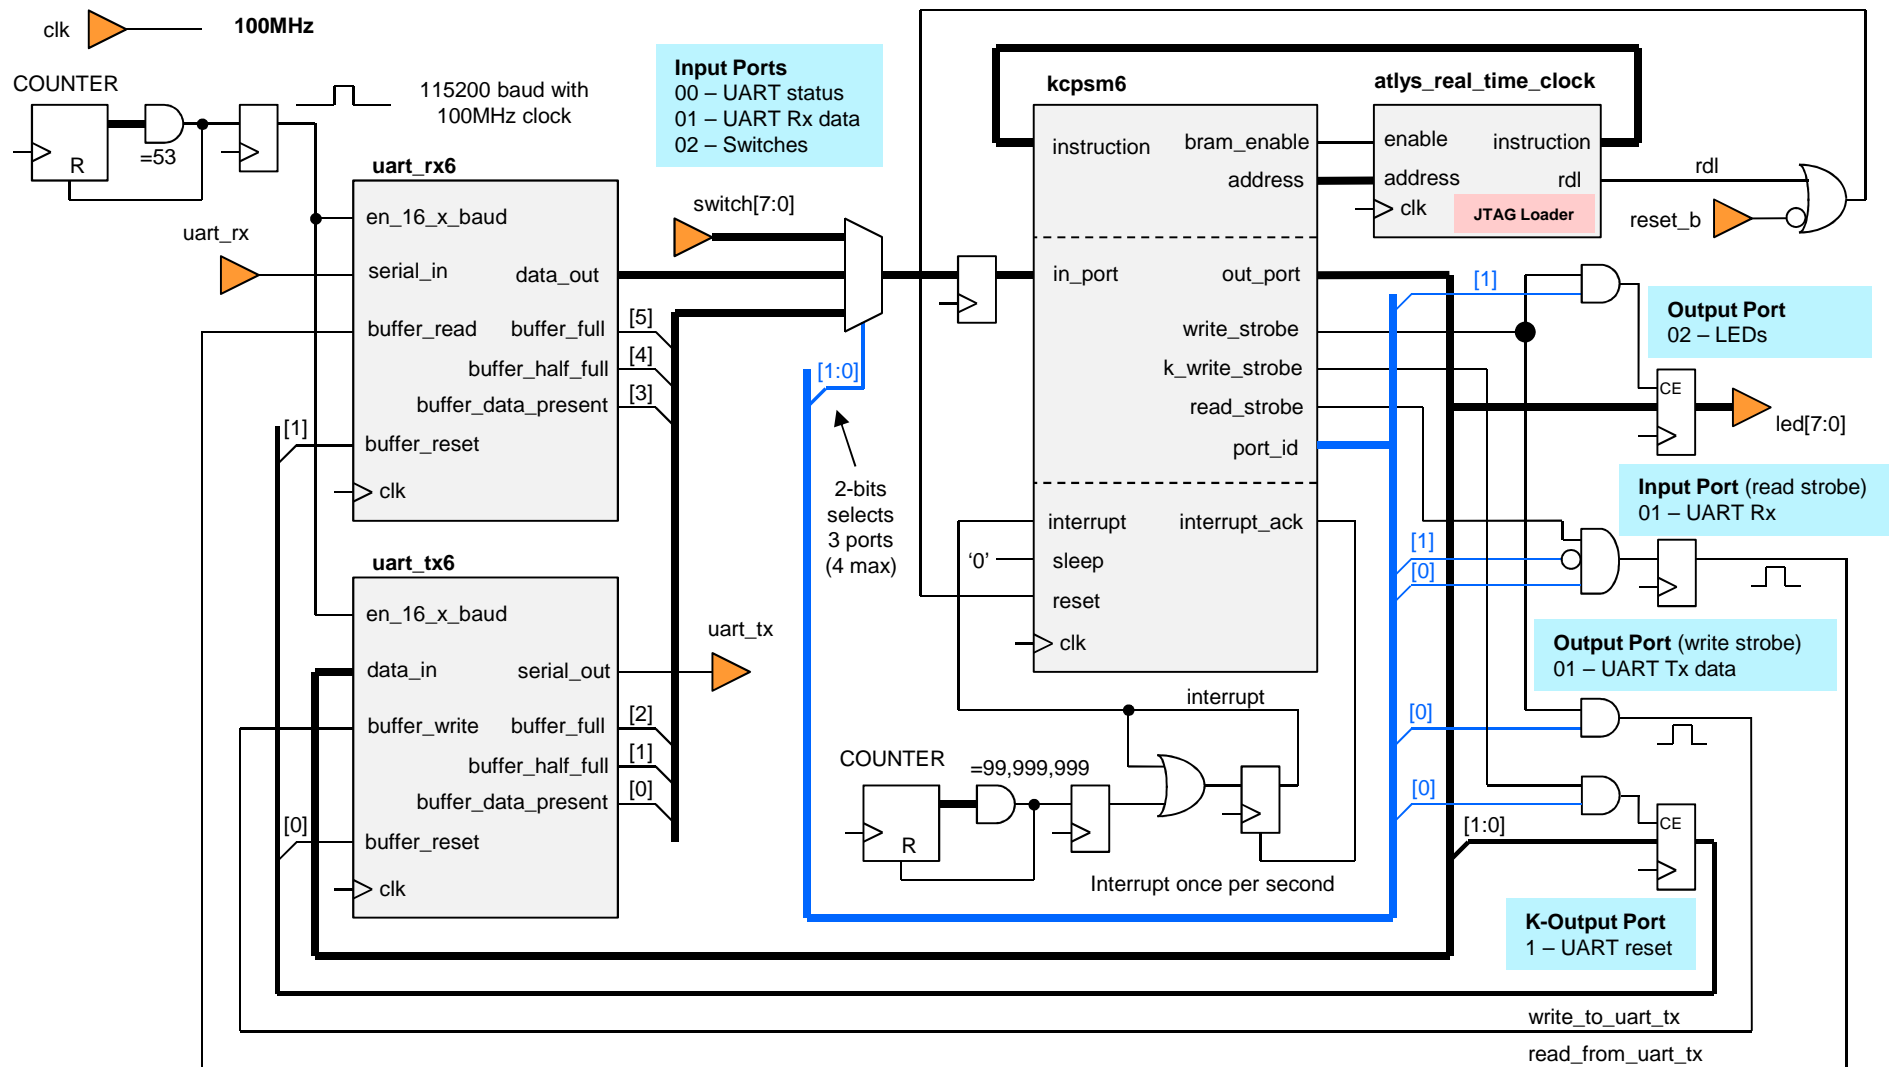 clk
100MHz
COUNTER
R
=53
115200 baud with
100MHz clock
Input Ports
00 – UART status
01 – UART Rx data
02 – Switches
uart_rx6
en_16_x_baud
serial_in
data_out
buffer_read
buffer_full
buffer_half_full
buffer_data_present
buffer_reset
clk
uart_rx
[5]
[4]
[3]
[1]
switch[7:0]
[1:0]
2-bits
selects
3 ports
(4 max)
uart_tx6
en_16_x_baud
data_in
serial_out
buffer_write
buffer_full
buffer_half_full
buffer_data_present
buffer_reset
clk
uart_tx
[2]
[1]
[0]
[0]
kcpsm6
instruction
bram_enable
address
in_port
out_port
write_strobe
k_write_strobe
read_strobe
port_id
interrupt
interrupt_ack
‘0’
sleep
reset
clk
atlys_real_time_clock
enable
instruction
address
rdl
clk
JTAG Loader
rdl
reset_b
[1]
Output Port
02 – LEDs
CE
led[7:0]
Input Port (read strobe)
01 – UART Rx
[1]
[0]
Output Port (write strobe)
01 – UART Tx data
[0]
[0]
[1:0]
CE
K-Output Port
1 – UART reset
interrupt
COUNTER
=99,999,999
R
Interrupt once per second
write_to_uart_tx
read_from_uart_tx